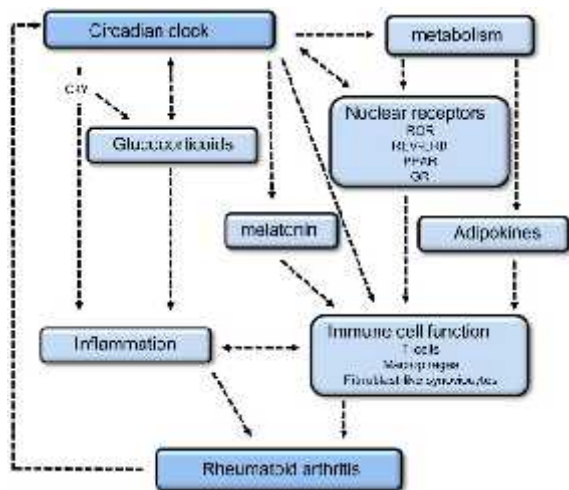 Circadian clock
metabolism
CRY
Nuclear receptors
ROR
PPAR
GR
Glucocorticoids
melatonin
Adipokines
Inflammation
Immune cell function
T cells
Macrophages
Fibroblast-like synoviocytes
Rheumatoid arthritis